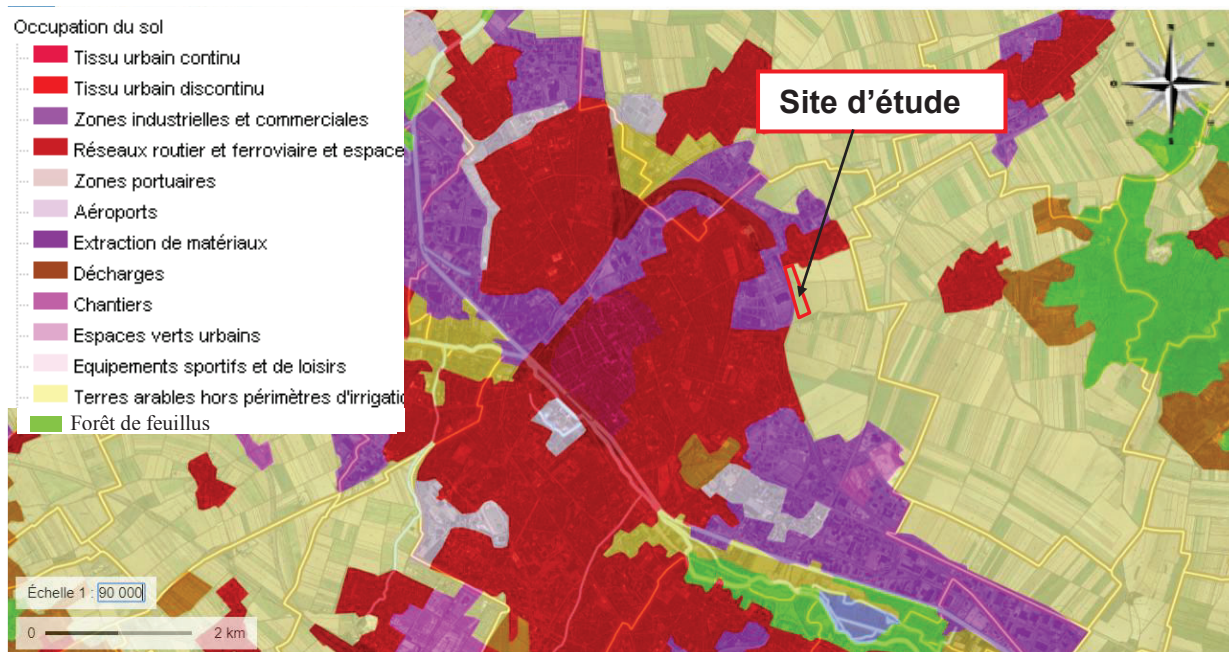 Occupation du sol
Tissu urbain continu
Tissu urbain discontinu
Zones industrielles et commerciales
Réseaux routier et ferroviaire et espace
Zones portuaires
Aéroports
Extraction de matériaux
Décharges
Chantiers
Espaces verts urbains
Equipements sportifs et de loisirs
Terres arables hors périmètres d'irrigatio
Forêt de feuillus
Site d'étude
Échelle 1 : 90 000
0 2 km